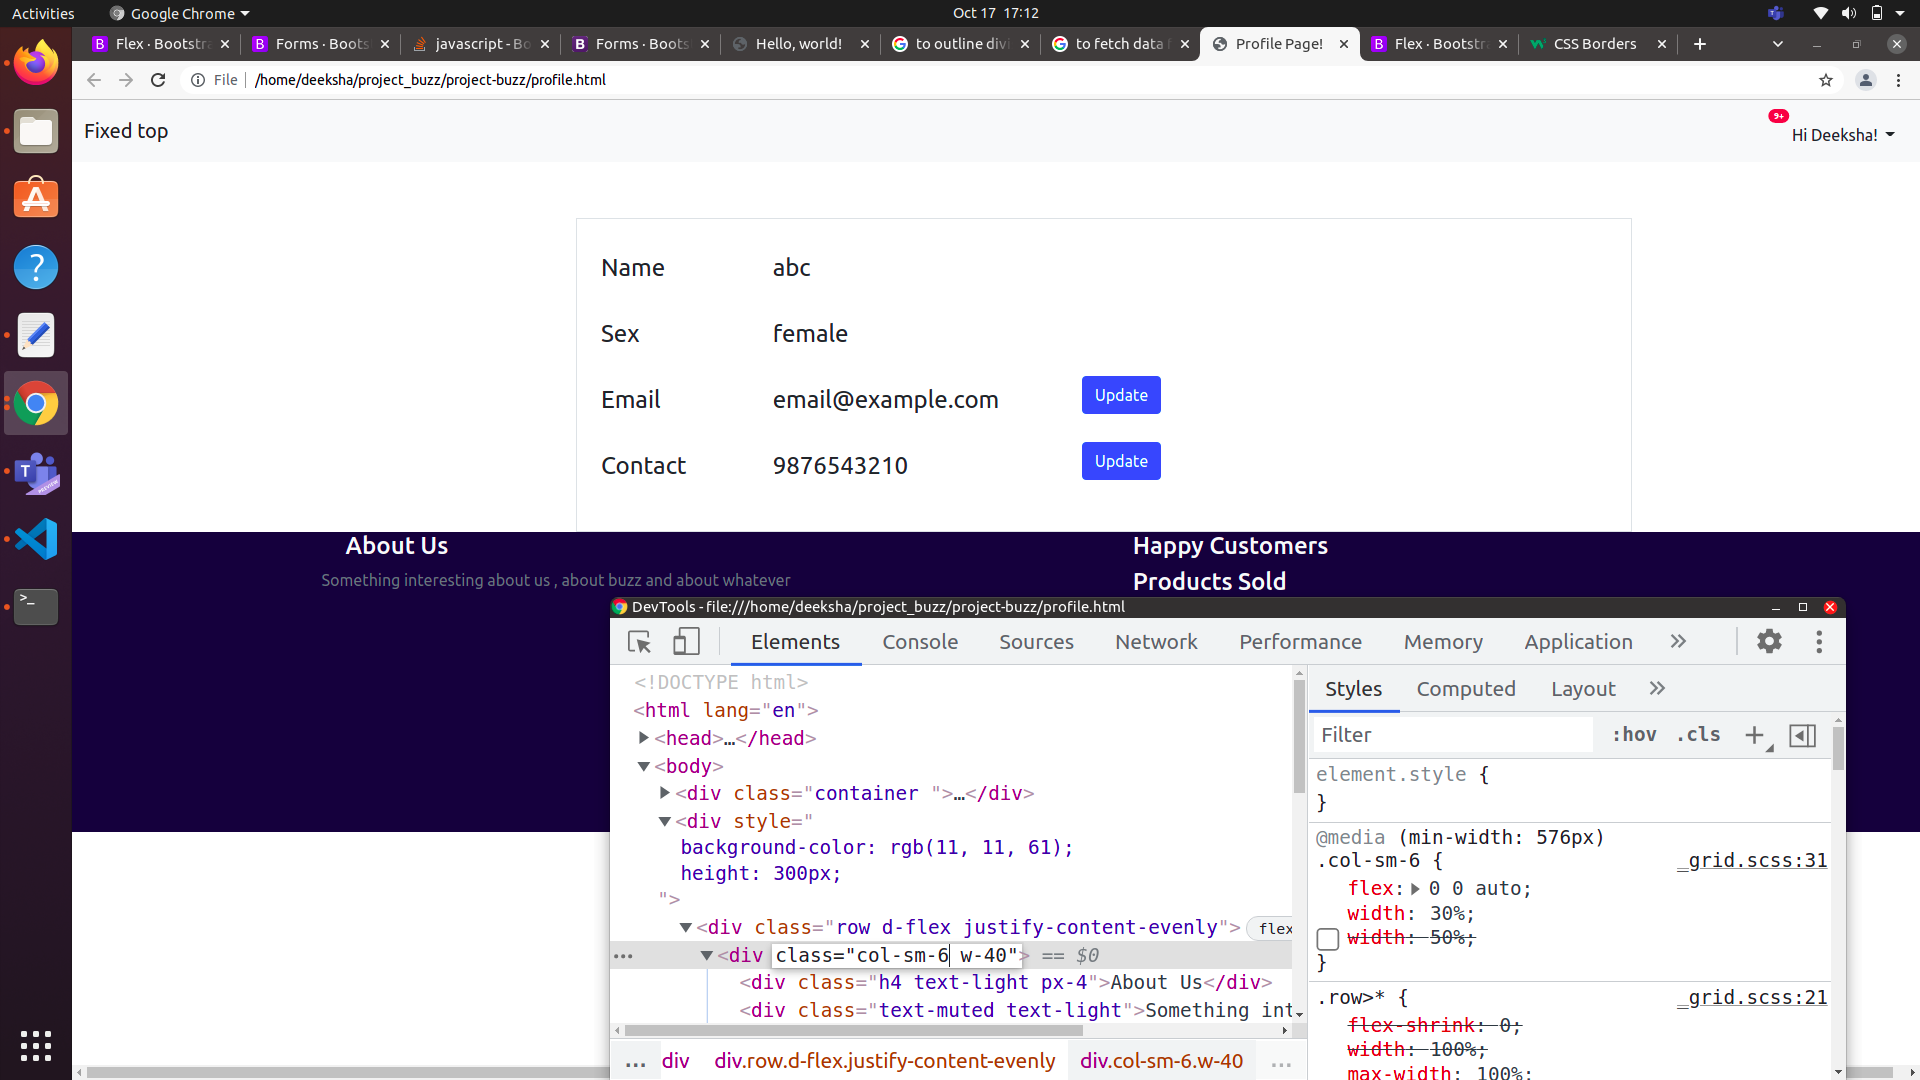 Activities
Google Chrome
Oct 17 17:12
Flex · Bootstra
Forms · Boots
javascript - Bo
Forms · Boots
Hello, world!
to outline div
to fetch data f
Profile Page!
Flex · Bootstra
CSS Borders
File
/home/deeksha/project_buzz/project-buzz/profile.html
Fixed top
9+
Hi Deeksha!
Name abc
Sex female
Email email@example.com Update
Contact 9876543210 Update
About Us
Something interesting about us , about buzz and about whatever
Happy Customers
Products Sold
DevTools - file:///home/deeksha/project_buzz/project-buzz/profile.html
Elements Console Sources Network Performance Memory Application »
<!DOCTYPE html>
<html lang="en">
<head>…</head>
<body>
<div class="container ">…</div>
<div style="
background-color: rgb(11, 11, 61);
height: 300px;
">
<div class="row d-flex justify-content-evenly"> flex
<div class="col-sm-6 w-40"> == $0
<div class="h4 text-light px-4">About Us</div>
<div class="text-muted text-light">Something int
... div div.row.d-flex.justify-content-evenly div.col-sm-6.w-40 ...
Styles Computed Layout »
Filter :hov .cls +
element.style {
}
@media (min-width: 576px)
.col-sm-6 { _grid.scss:31
flex: 0 0 auto;
width: 30%;
width: 50%;
}
.row>* { _grid.scss:21
flex-shrink: 0;
width: 100%;
max-width: 100%;